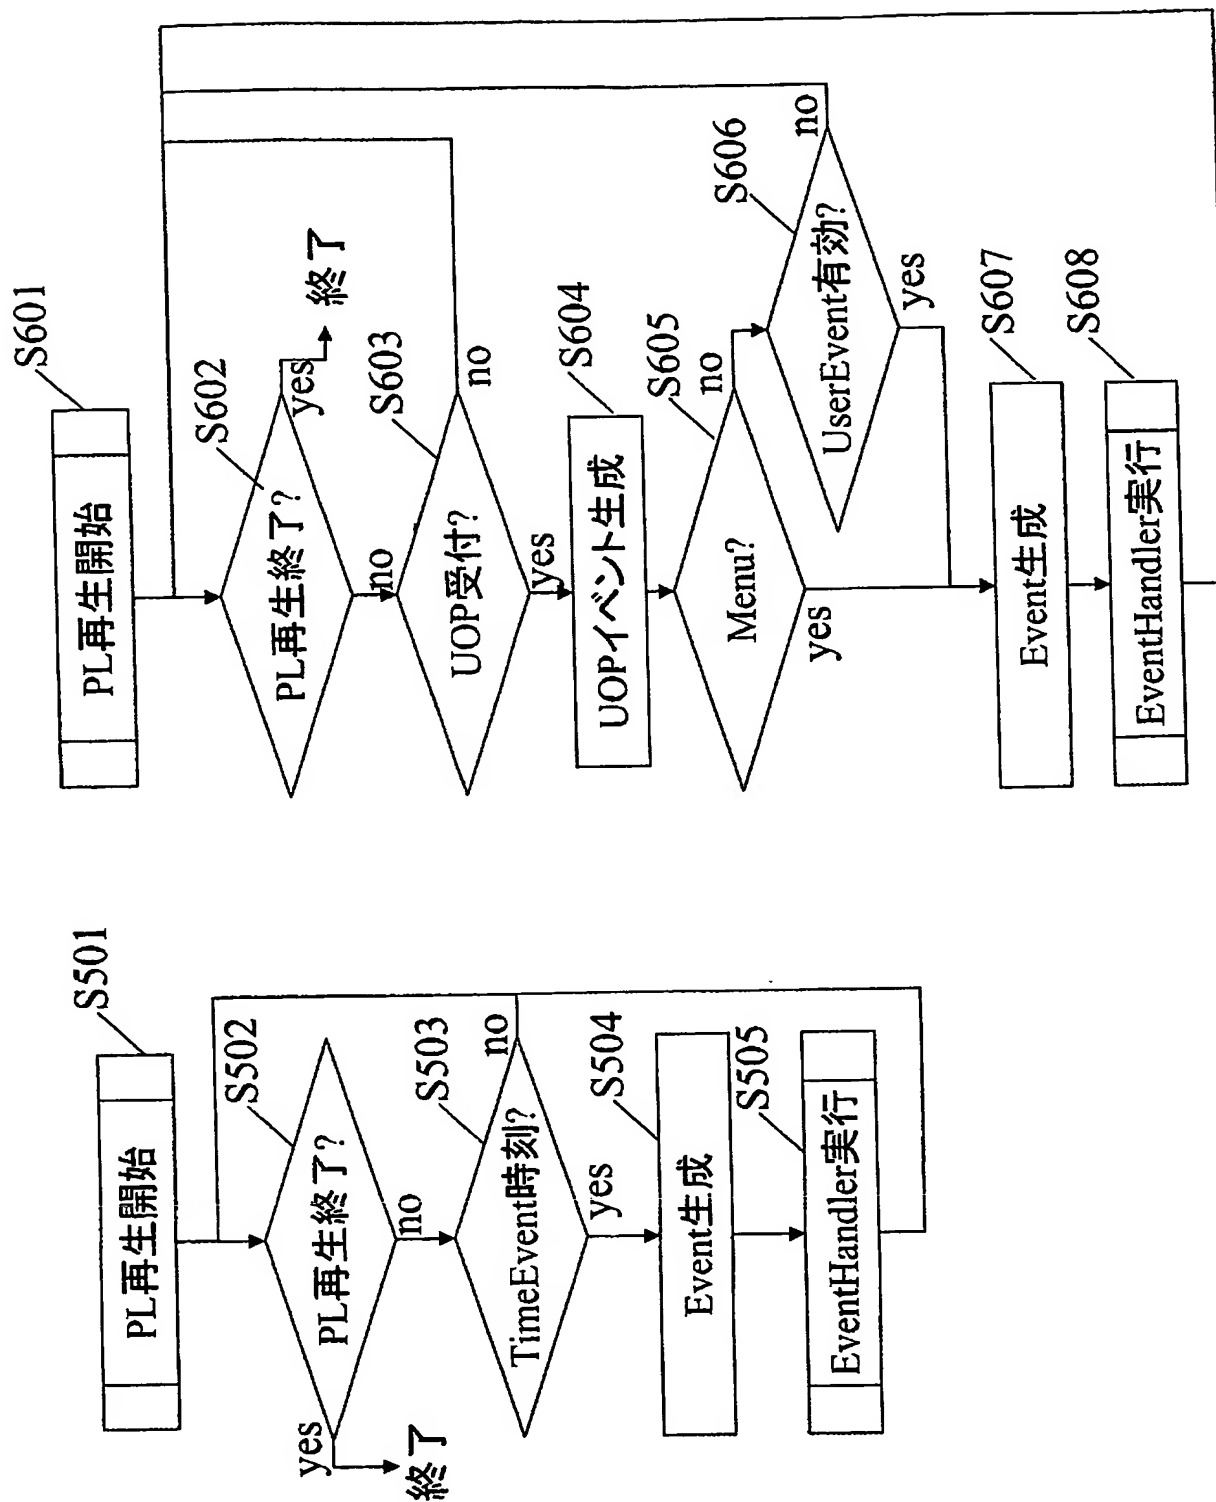 S501
PL再生開始
S502
PL再生終了?
yes
終了
no
S503
TimeEvent時刻?
no
yes
S504
Event生成
S505
EventHandler実行
S601
PL再生開始
S602
PL再生終了?
yes
終了
no
S603
UOP受付?
no
yes
S604
UOPイベント生成
S605
Menu?
no
yes
S606
UserEvent有効?
no
yes
S607
Event生成
S608
EventHandler実行